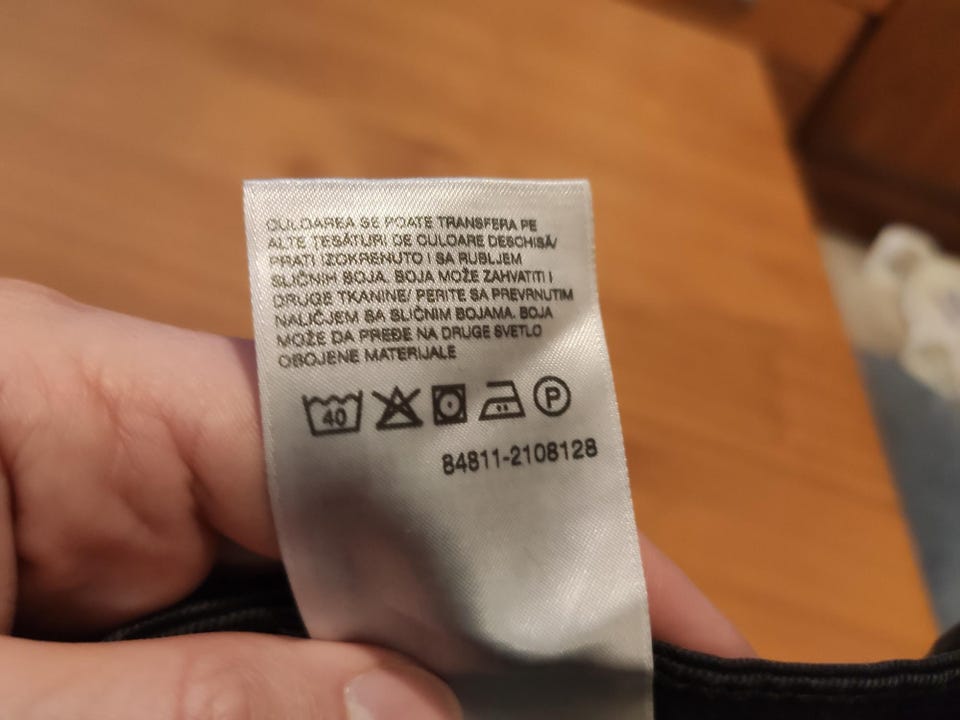 CULOAREA SE POATE TRANSFERA PE
ALTE ȚESĂTURI DE CULOARE DESCHISĂ/
PRATI IZOKRENUTO I SA RUBLJEM
SLIČNIH BOJA. BOJA MOŽE ZAHVATITI I
DRUGE TKANINE/ PERITE SA PREVRNUTIM
NALIČJEM SA SLIČNIM BOJAMA. BOJA
MOŽE DA PREĐE NA DRUGE SVETLO
OBOJENE MATERIJALE
40 P
84811-2108128